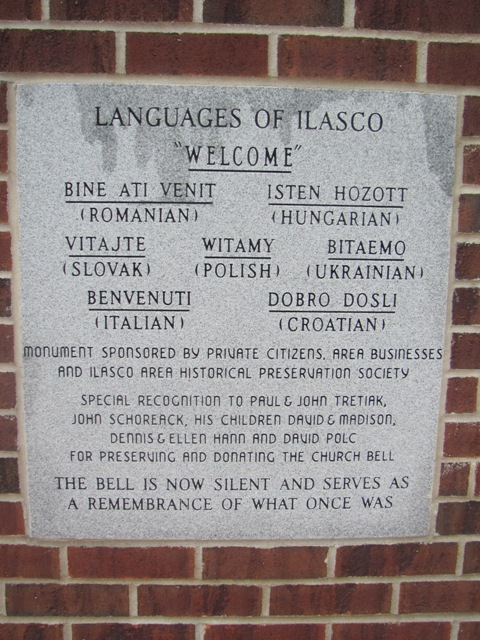 LANGUAGES OF ILASCO
"WELCOME"
BINE ATI VENIT ISTEN HOZOTT
(ROMANIAN) (HUNGARIAN)
VITAJTE WITAMY BITAEMO
(SLOVAK) (POLISH) (UKRAINIAN)
BENVENUTI DOBRO DOSLI
(ITALIAN) (CROATIAN)
MONUMENT SPONSORED BY PRIVATE CITIZENS, AREA BUSINESSES
AND ILASCO AREA HISTORICAL PRESERVATION SOCIETY
SPECIAL RECOGNITION TO PAUL & JOHN TRETIAK,
JOHN SCHOREACK, HIS CHILDREN DAVID & MADISON,
DENNIS & ELLEN HANN AND DAVID POLC
FOR PRESERVING AND DONATING THE CHURCH BELL
THE BELL IS NOW SILENT AND SERVES AS
A REMEMBRANCE OF WHAT ONCE WAS